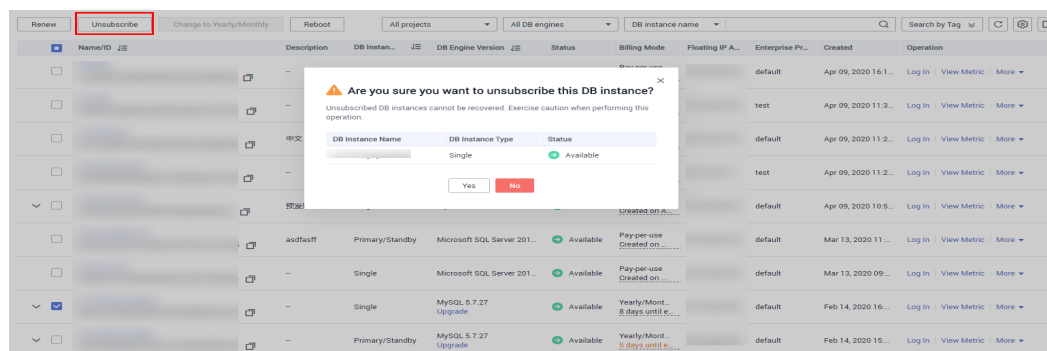 Renew Unsubscribe Change to Yearly/Monthly Reboot All projects All DB engines DB instance name Search by Tag
Name/ID Description DB Instan... DB Engine Version Status Billing Mode Floating IP A... Enterprise Pr... Created Operation
-- Pay-per-use default Apr 09, 2020 16:1... Log In View Metric More
Are you sure you want to unsubscribe this DB instance?
Unsubscribed DB instances cannot be recovered. Exercise caution when performing this
operation.
-- test Apr 09, 2020 11:3... Log In View Metric More
DB Instance Name DB Instance Type Status
中文 default Apr 09, 2020 11:2... Log In View Metric More
Single Available
-- test Apr 09, 2020 11:2... Log In View Metric More
Yes No
default Apr 09, 2020 10:5... Log In View Metric More
Created on A...
asdfasff Primary/Standby Microsoft SQL Server 201... Available Pay-per-use default Mar 13, 2020 11:... Log In View Metric More
Created on ...
-- Single Microsoft SQL Server 201... Available Pay-per-use default Mar 13, 2020 09:... Log In View Metric More
Created on ...
-- Single MySQL 5.7.27 Available Yearly/Mont... default Feb 14, 2020 16:... Log In View Metric More
Upgrade 8 days until e...
-- Primary/Standby MySQL 5.7.27 Available Yearly/Mont... default Feb 14, 2020 15:... Log In View Metric More
Upgrade 5 days until e...